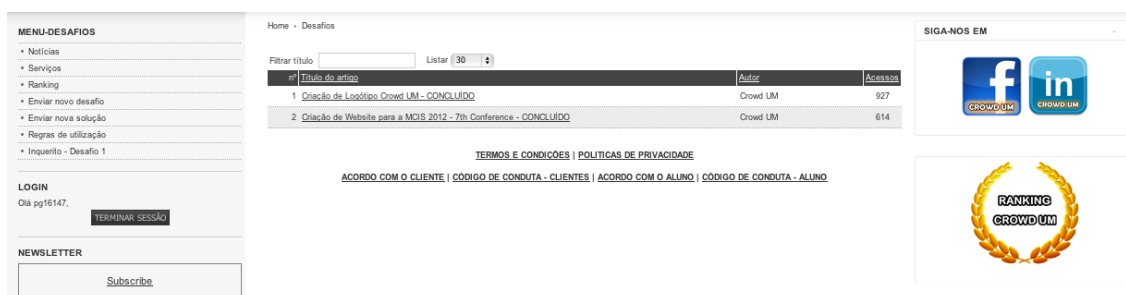 MENU-DESAFIOS
Notícias
Serviços
Ranking
Enviar novo desafio
Enviar nova solução
Regras de utilização
Inquerito - Desafio 1
LOGIN
Olá pg16147,
TERMINAR SESSÃO
NEWSLETTER
Subscribe
Home › Desafios
Filtrar título Listar 30
nº Título do artigo Autor Acessos
1 Criação de Logótipo Crowd UM - CONCLUÍDO Crowd UM 927
2 Criação de Website para a MCIS 2012 - 7th Conference - CONCLUÍDO Crowd UM 614
TERMOS E CONDIÇÕES | POLITICAS DE PRIVACIDADE
ACORDO COM O CLIENTE | CÓDIGO DE CONDUTA - CLIENTES | ACORDO COM O ALUNO | CÓDIGO DE CONDUTA - ALUNO
SIGA-NOS EM
f
CROWD UM
in
CROWD UM
RANKING
CROWD UM